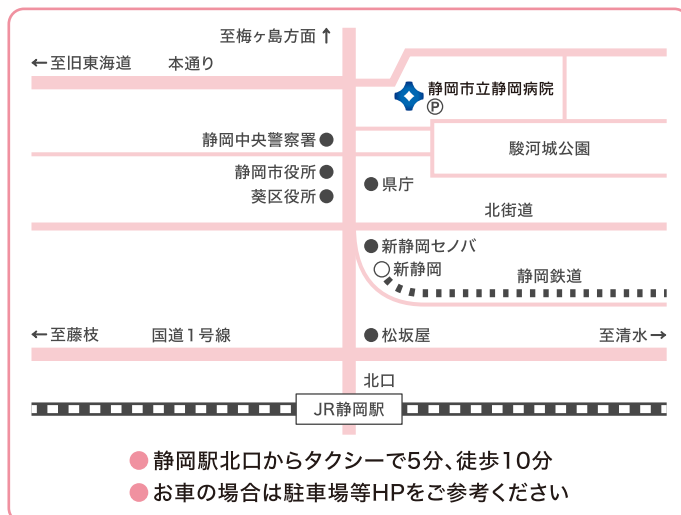 至梅ヶ島方面↑
←至旧東海道 本通り
静岡市立静岡病院
Ⓟ
静岡中央警察署●
駿河城公園
静岡市役所●
●県庁
葵区役所●
北街道
●新静岡セノバ
○新静岡
静岡鉄道
←至藤枝 国道1号線
●松坂屋
至清水→
北口
JR静岡駅
●静岡駅北口からタクシーで5分、徒歩10分
●お車の場合は駐車場等HPをご参考ください